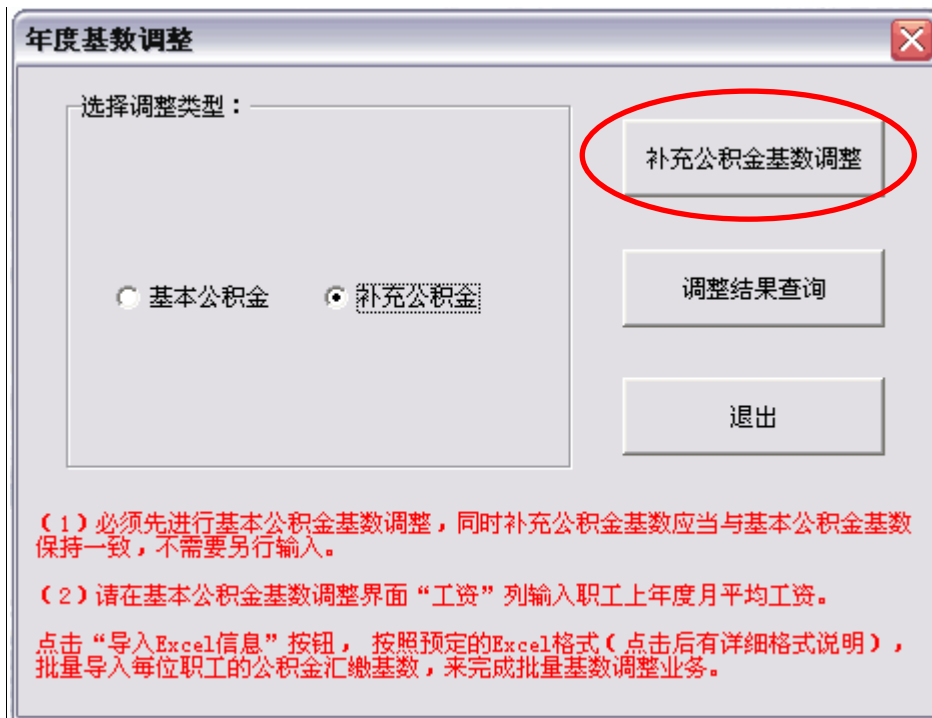 年度基数调整
选择调整类型：
补充公积金基数调整
基本公积金
补充公积金
调整结果查询
退出
（1）必须先进行基本公积金基数调整，同时补充公积金基数应当与基本公积金基数
保持一致，不需要另行输入。
（2）请在基本公积金基数调整界面“工资”列输入职工上年度月平均工资。
点击“导入Excel信息”按钮， 按照预定的Excel格式（点击后有详细格式说明），
批量导入每位职工的公积金汇缴基数，来完成批量基数调整业务。